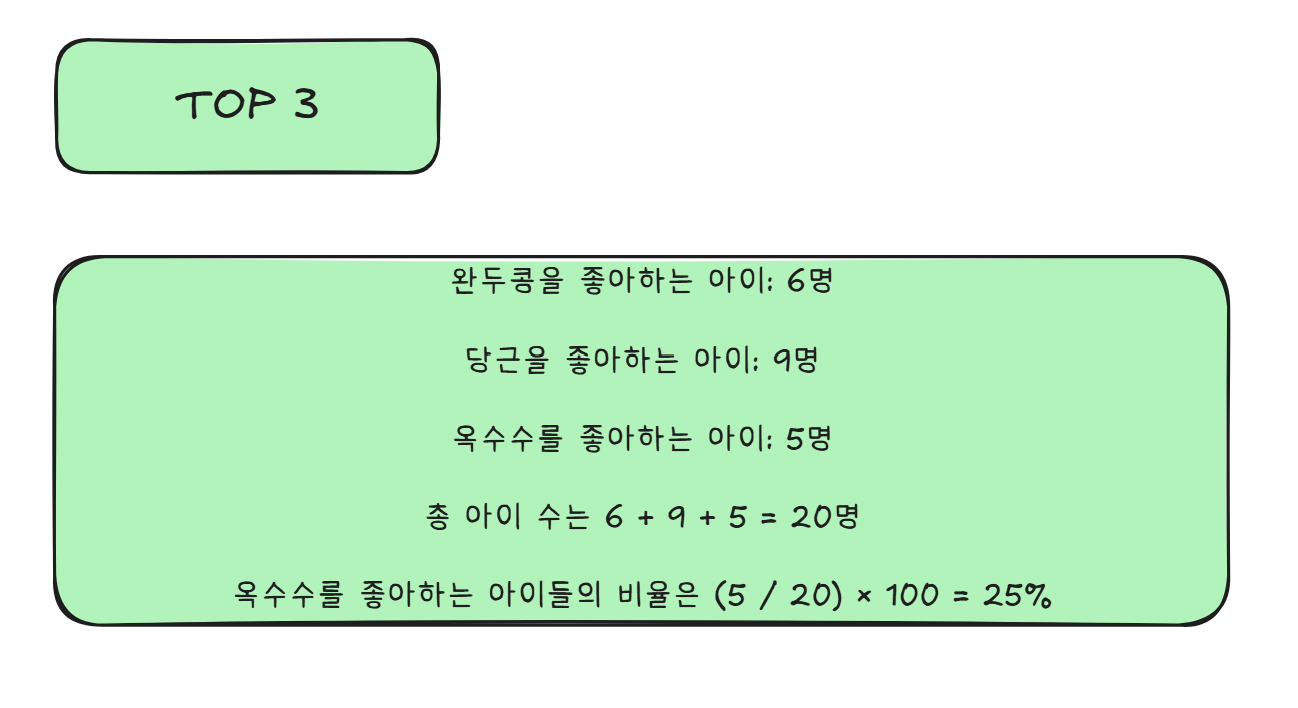 TOP 3
완두콩을 좋아하는 아이: 6명
당근을 좋아하는 아이: 9명
옥수수를 좋아하는 아이: 5명
총 아이 수는 6 + 9 + 5 = 20명
옥수수를 좋아하는 아이들의 비율은 (5 / 20) × 100 = 25%